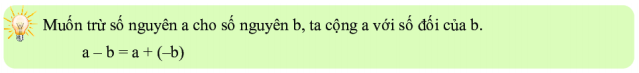 Muốn trừ số nguyên a cho số nguyên b, ta cộng a với số đối của b.
a – b = a + (–b)